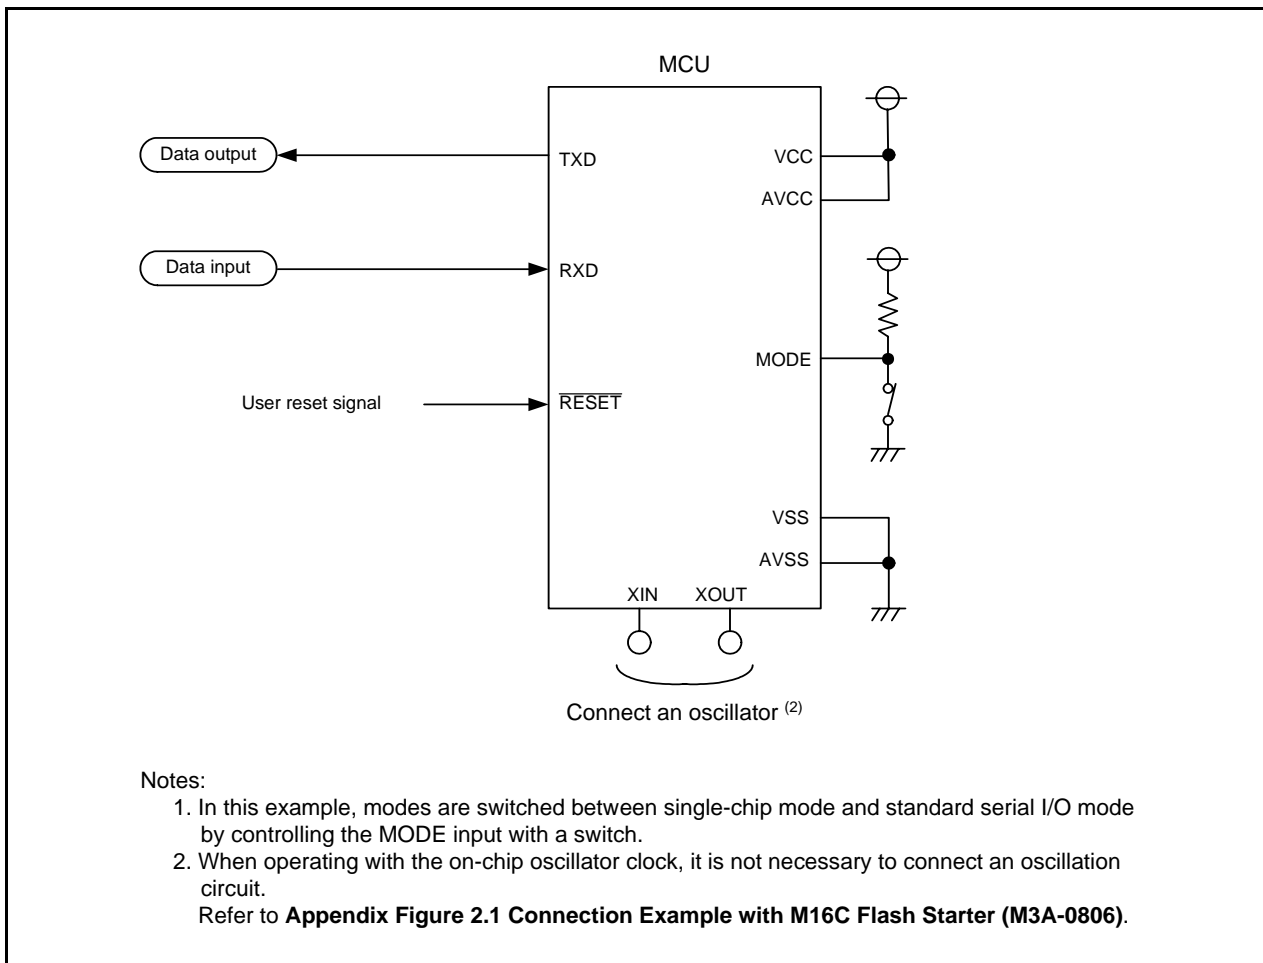 MCU
Data output
TXD
VCC
AVCC
Data input
RXD
MODE
User reset signal
RESET
VSS
AVSS
XIN XOUT
Connect an oscillator (2)
Notes:
1. In this example, modes are switched between single-chip mode and standard serial I/O mode
by controlling the MODE input with a switch.
2. When operating with the on-chip oscillator clock, it is not necessary to connect an oscillation
circuit.
Refer to Appendix Figure 2.1 Connection Example with M16C Flash Starter (M3A-0806).